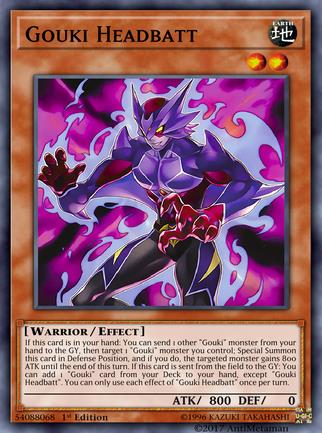 GOUKI HEADBATT
EARTH
地
[WARRIOR / EFFECT]
If this card is in your hand: You can send 1 other "Gouki" monster from
your hand to the GY, then target 1 "Gouki" monster you control; Special Summon
this card in Defense Position, and if you do, the targeted monster gains 800
ATK until the end of this turn. If this card is sent from the field to the GY: You
can add 1 "Gouki" card from your Deck to your hand, except "Gouki
Headbatt". You can only use each effect of "Gouki Headbatt" once per turn.
ATK/ 800 DEF/ 0
54088068 1st Edition ©1996 KAZUKI TAKAHASHI
©2017 AntiMetaman